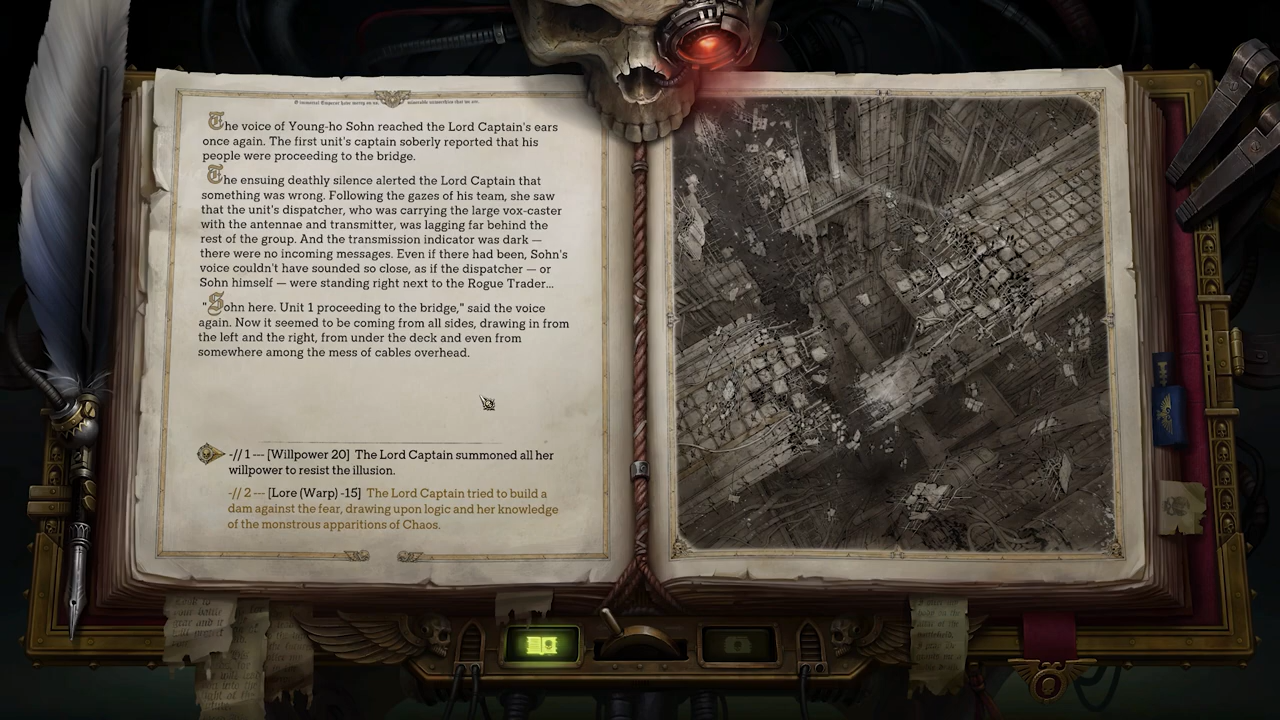 The voice of Young-ho Sohn reached the Lord Captain's ears
once again. The first unit's captain soberly reported that his
people were proceeding to the bridge.
The ensuing deathly silence alerted the Lord Captain that
something was wrong. Following the gazes of his team, she saw
that the unit's dispatcher, who was carrying the large vox-caster
with the antennae and transmitter, was lagging far behind the
rest of the group. And the transmission indicator was dark —
there were no incoming messages. Even if there had been, Sohn's
voice couldn't have sounded so close, as if the dispatcher — or
Sohn himself — were standing right next to the Rogue Trader...
"Sohn here. Unit 1 proceeding to the bridge," said the voice
again. Now it seemed to be coming from all sides, drawing in from
the left and the right, from under the deck and even from
somewhere among the mess of cables overhead.
-// 1 --- [Willpower 20] The Lord Captain summoned all her
willpower to resist the illusion.
-// 2 --- [Lore (Warp) -15] The Lord Captain tried to build a
dam against the fear, drawing upon logic and her knowledge
of the monstrous apparitions of Chaos.